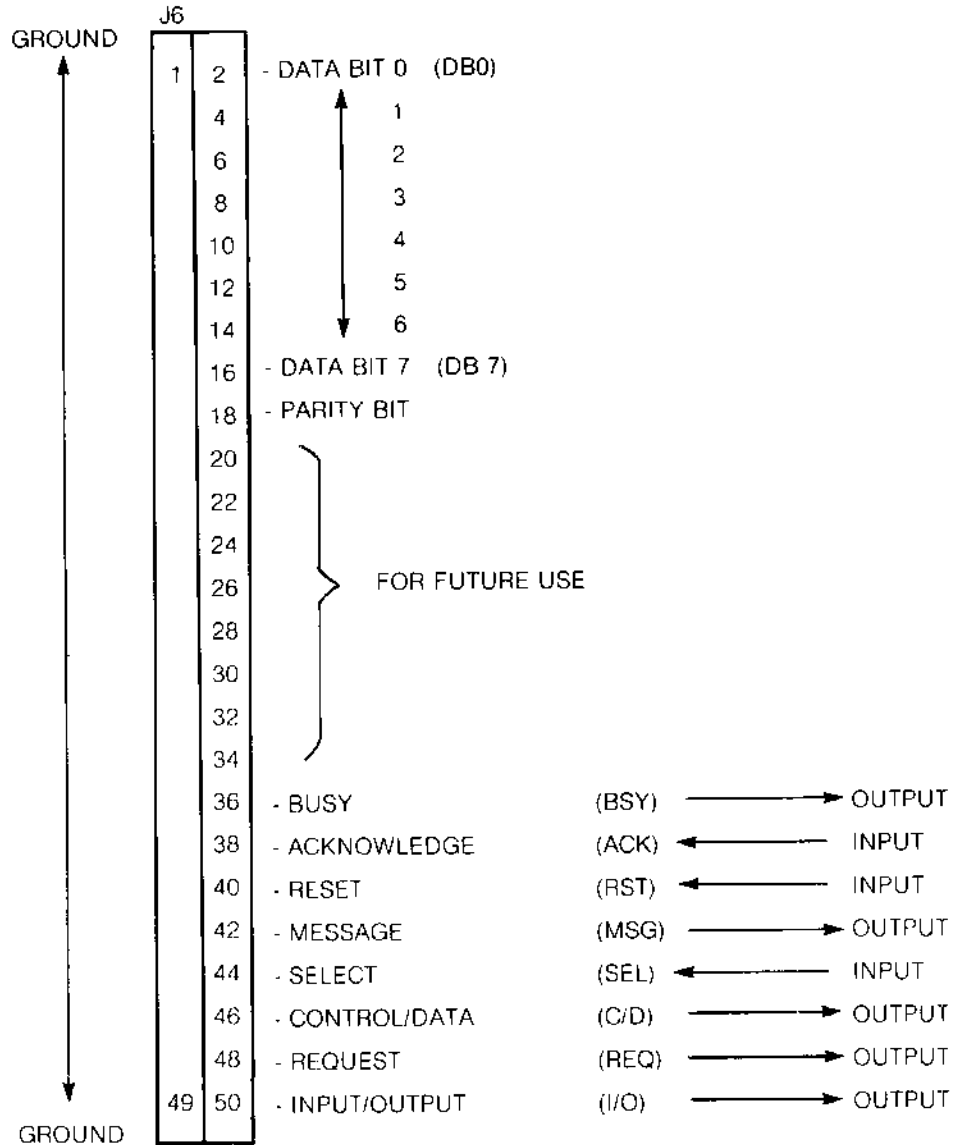 J6
GROUND
1 2 - DATA BIT 0 (DB0)
4 1
6 2
8 3
10 4
12 5
14 6
16 - DATA BIT 7 (DB 7)
18 - PARITY BIT
20
22
24
26 FOR FUTURE USE
28
30
32
34
36 - BUSY (BSY) OUTPUT
38 - ACKNOWLEDGE (ACK) INPUT
40 - RESET (RST) INPUT
42 - MESSAGE (MSG) OUTPUT
44 - SELECT (SEL) INPUT
46 - CONTROL/DATA (C/D) OUTPUT
48 - REQUEST (REQ) OUTPUT
49 50 - INPUT/OUTPUT (I/O) OUTPUT
GROUND